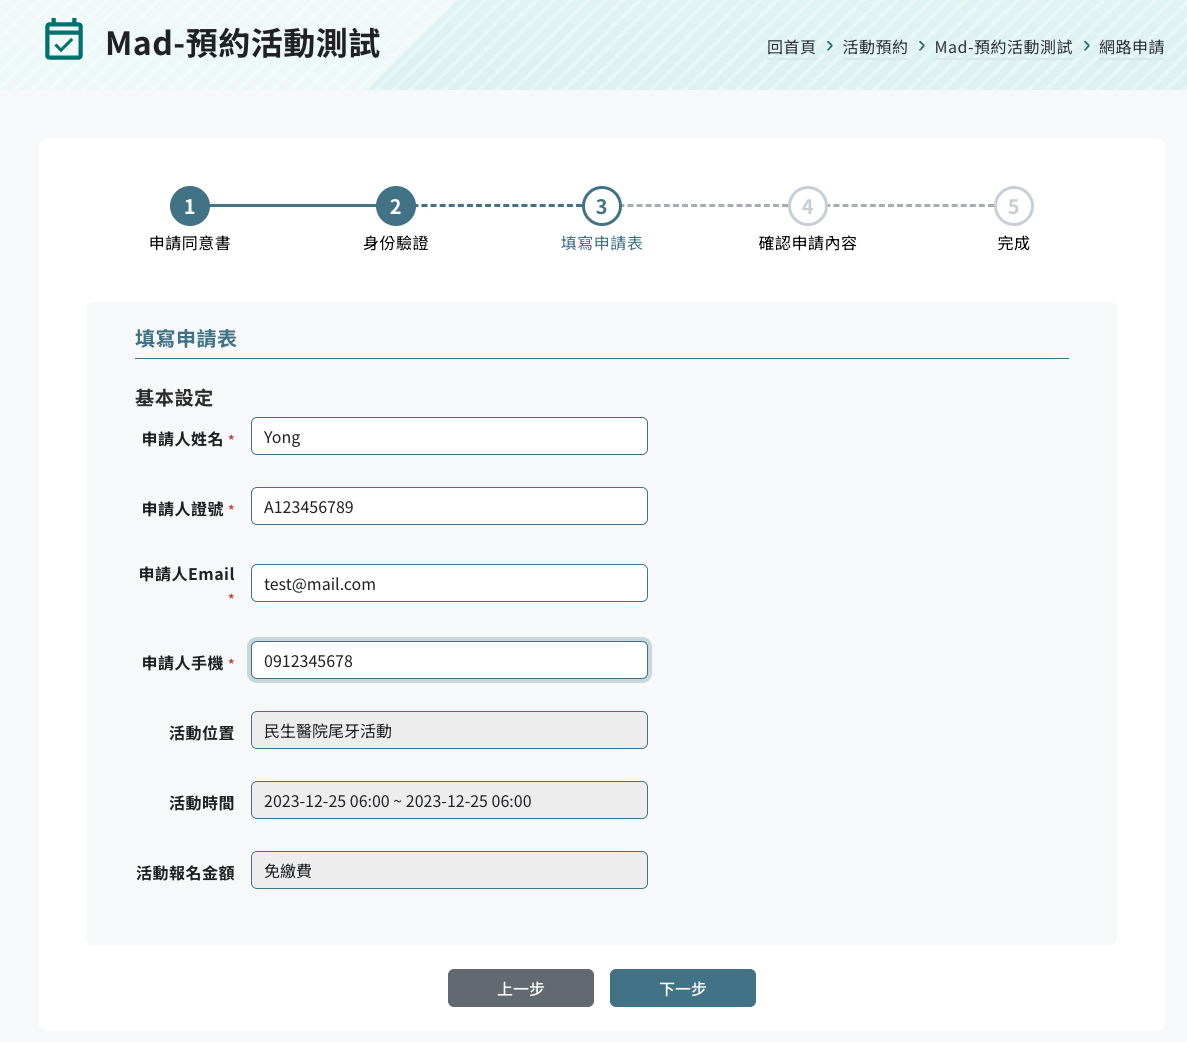 Mad-預約活動測試
回首頁 > 活動預約 > Mad-預約活動測試 > 網路申請
1 2 3 4 5
申請同意書 身份驗證 填寫申請表 確認申請內容 完成
填寫申請表
基本設定
申請人姓名 * Yong
申請人證號 * A123456789
申請人Email
* test@mail.com
申請人手機 * 0912345678
活動位置 民生醫院尾牙活動
活動時間 2023-12-25 06:00 ~ 2023-12-25 06:00
活動報名金額 免繳費
上一步 下一步